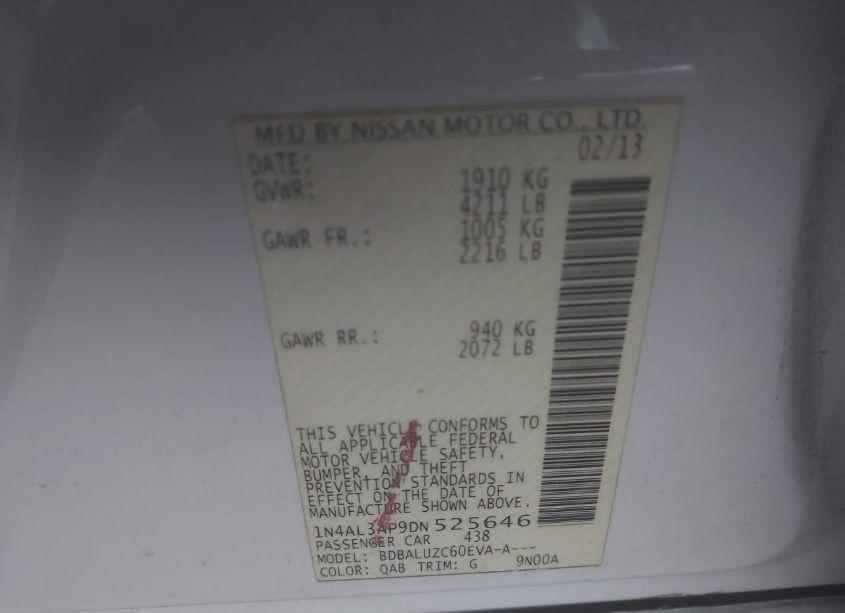 MFD BY NISSAN MOTOR CO., LTD.
DATE: 02/13
GVWR: 1910 KG
4211 LB
GAWR FR.: 1005 KG
2216 LB
GAWR RR.: 940 KG
2072 LB
THIS VEHICLE CONFORMS TO
ALL APPLICABLE FEDERAL
MOTOR VEHICLE SAFETY,
BUMPER, AND THEFT
PREVENTION STANDARDS IN
EFFECT ON THE DATE OF
MANUFACTURE SHOWN ABOVE.
1N4AL3AP9DN525646
PASSENGER CAR 438
MODEL: BDBALUZC60EVA-A---
COLOR: QAB TRIM: G 9N00A